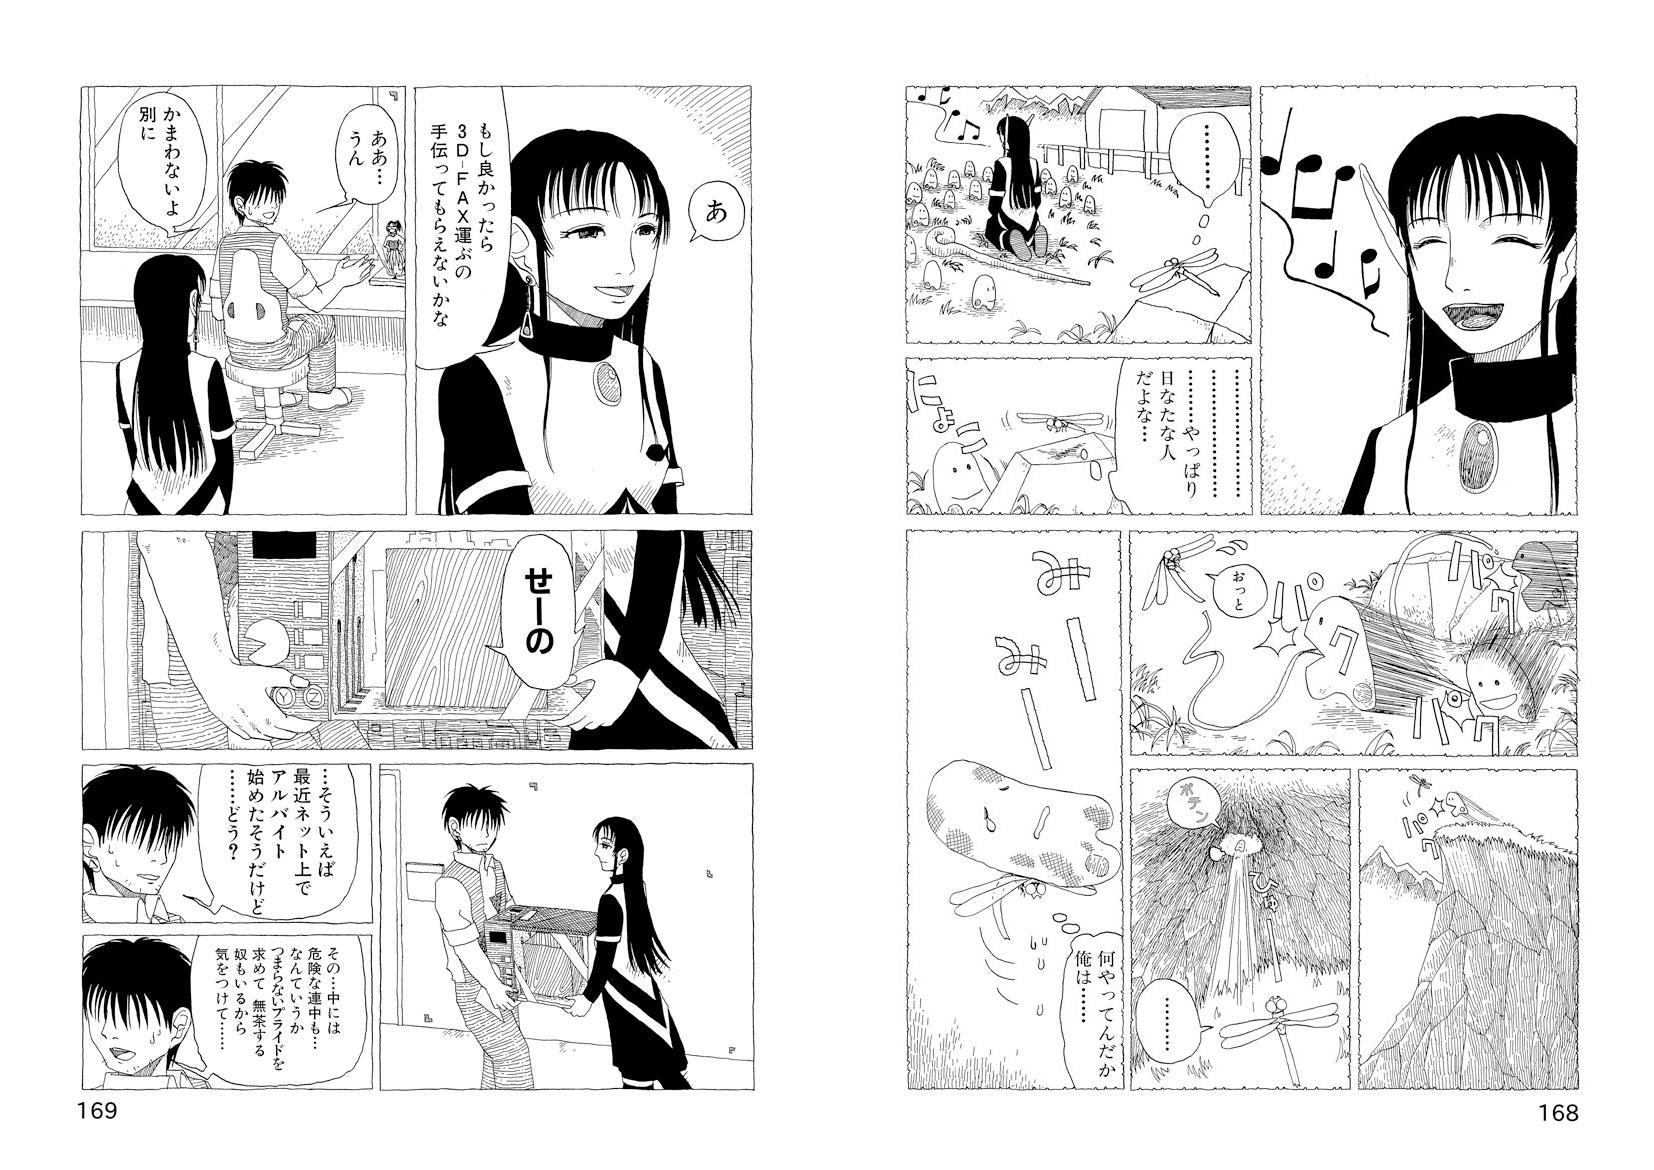 …………
………………………
………………………
…………やっぱり
日なたな人
だよな…
にょこ
パク
パク
パク
おっと
パク
ボテン
ひゅーー
…………
みーーみーー
何やってんだか
俺は……
あ
もし良かったら
3D-FAX運ぶの
手伝ってもらえないかな
ああ…
うん
かまわないよ
別に
せーの
…そういえば
最近ネット上で
アルバイト
始めたそうだけど
……どう？
その…中には
危険な連中も…
なんていうか
つまらないプライドを
求めて 無茶する
奴もいるから
気をつけて……
169
168